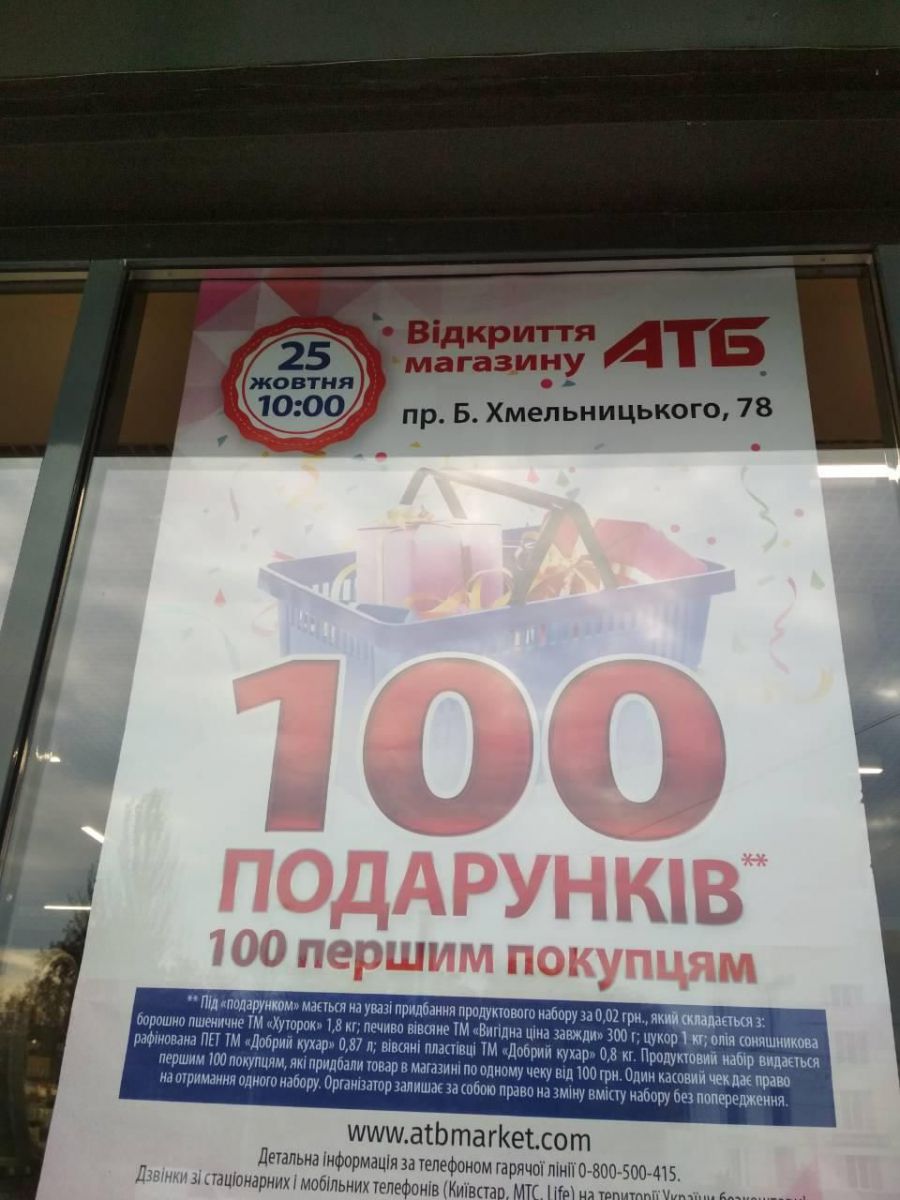 25
ЖОВТНЯ
10:00
Відкриття
магазину
АТБ
пр. Б. Хмельницького, 78
100
ПОДАРУНКІВ**
100 першим покупцям
** Під «подарунком» мається на увазі придбання продуктового набору за 0,02 грн., який складається з:
борошно пшеничне ТМ «Хуторок» 1,8 кг; печиво вівсяне ТМ «Вигідна ціна завжди» 300 г; цукор 1 кг; олія соняшникова
рафінована ПЕТ ТМ «Добрий кухар» 0,87 л; вівсяні пластівці ТМ «Добрий кухар» 0,8 кг. Продуктовий набір видається
першим 100 покупцям, які придбали товар в магазині по одному чеку від 100 грн. Один касовий чек дає право
на отримання одного набору. Організатор залишає за собою право на зміну вмісту набору без попередження.
www.atbmarket.com
Детальна інформація за телефоном гарячої лінії 0-800-500-415.
Дзвінки зі стаціонарних і мобільних телефонів (Київстар, МТС, Life) на території України